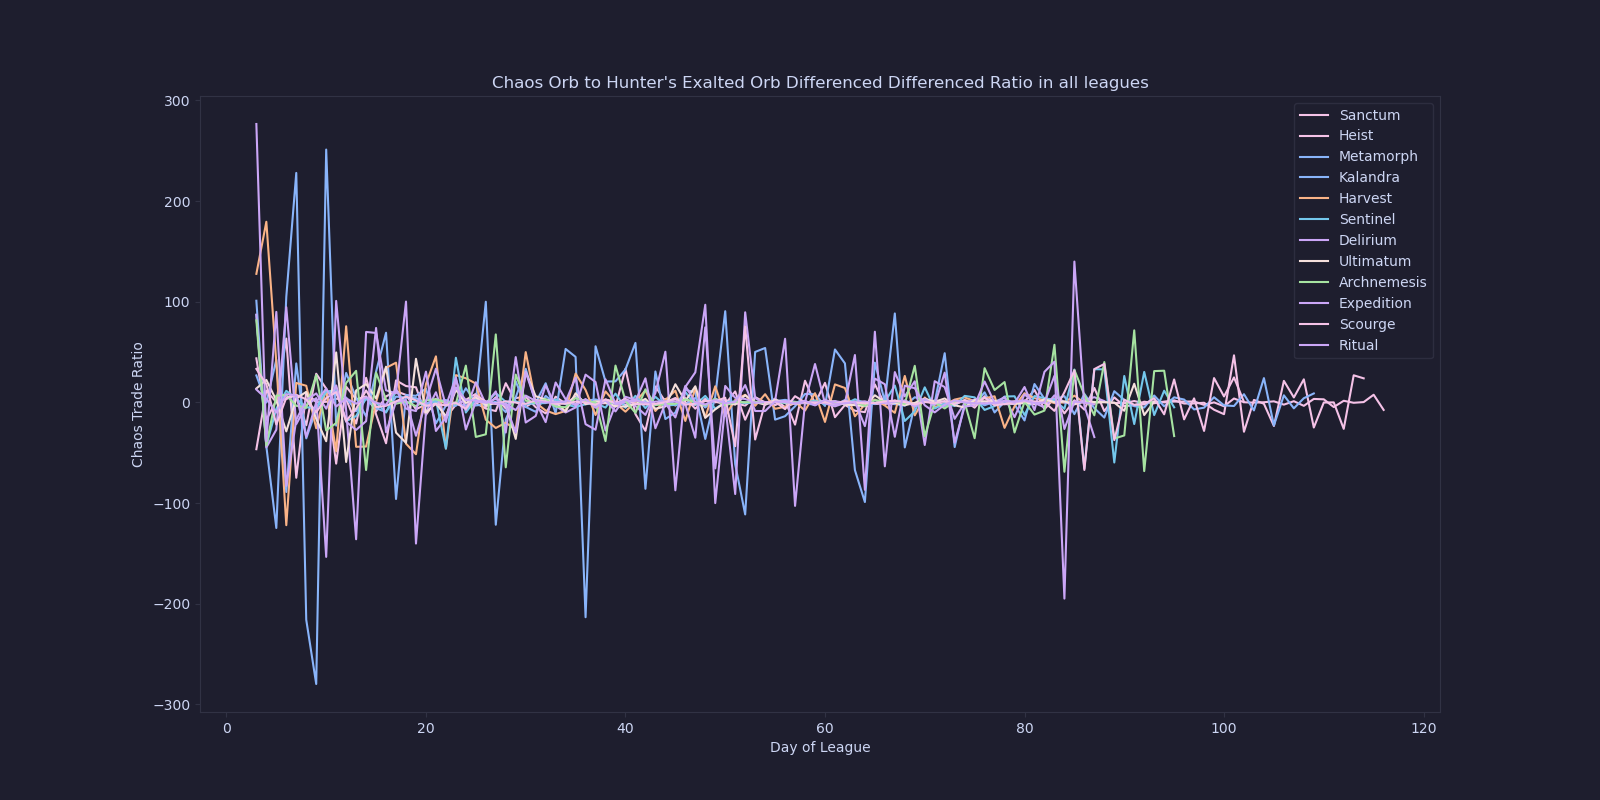 Chaos Orb to Hunter's Exalted Orb Differenced Differenced Ratio in all leagues
300
200
100
0
−100
−200
−300
Chaos Trade Ratio
Sanctum
Heist
Metamorph
Kalandra
Harvest
Sentinel
Delirium
Ultimatum
Archnemesis
Expedition
Scourge
Ritual
0
20
40
60
80
100
120
Day of League